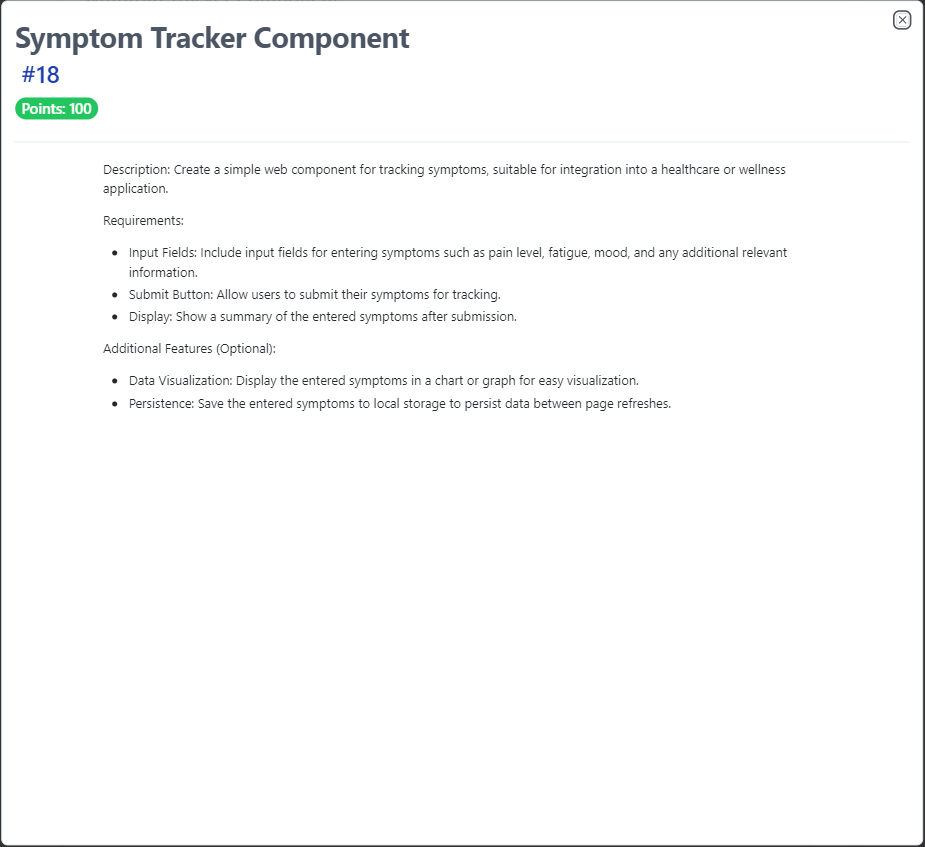 Symptom Tracker Component
#18
Points: 100
Description: Create a simple web component for tracking symptoms, suitable for integration into a healthcare or wellness
application.
Requirements:
Input Fields: Include input fields for entering symptoms such as pain level, fatigue, mood, and any additional relevant
information.
Submit Button: Allow users to submit their symptoms for tracking.
Display: Show a summary of the entered symptoms after submission.
Additional Features (Optional):
Data Visualization: Display the entered symptoms in a chart or graph for easy visualization.
Persistence: Save the entered symptoms to local storage to persist data between page refreshes.